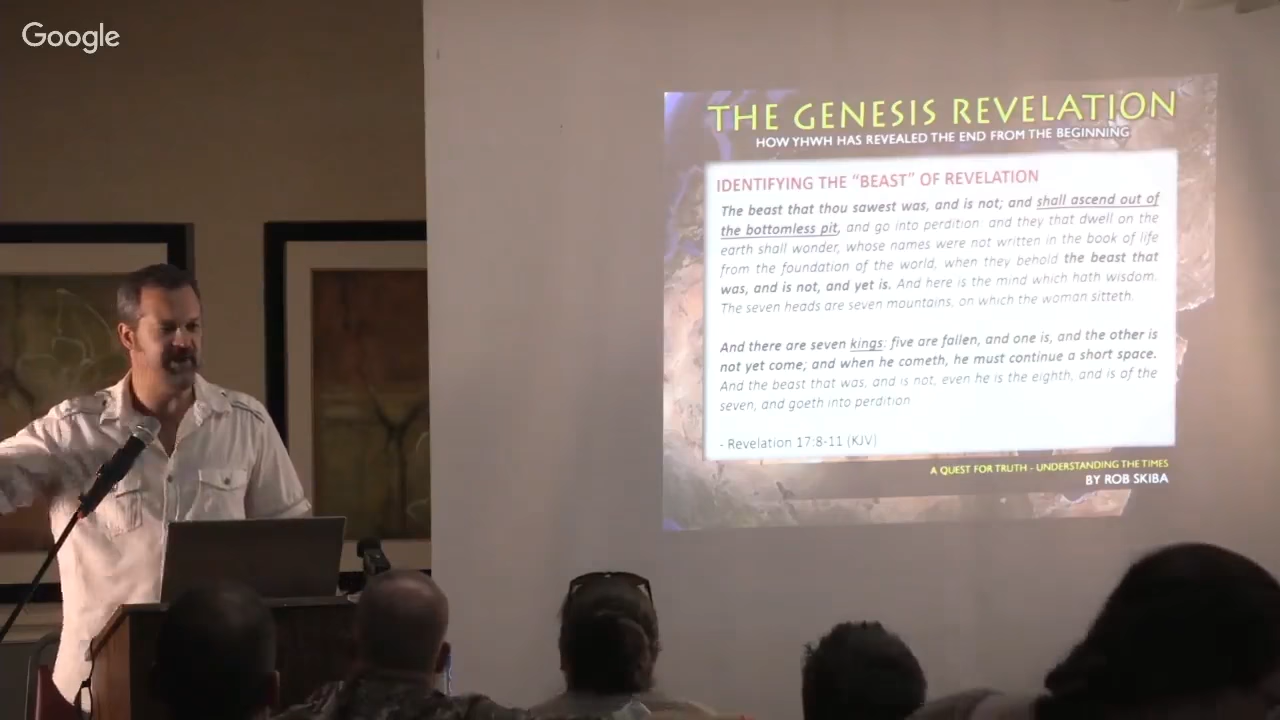 Google
THE GENESIS REVELATION
HOW YHWH HAS REVEALED THE END FROM THE BEGINNING
IDENTIFYING THE “BEAST” OF REVELATION
The beast that thou sawest was, and is not; and shall ascend out of
the bottomless pit, and go into perdition and they that dwell on the
earth shall wonder, whose names were not written in the book of life
from the foundation of the world, when they behold the beast that
was, and is not, and yet is. And here is the mind which hath wisdom.
The seven heads are seven mountains, on which the woman sitteth.
And there are seven kings: five are fallen, and one is, and the other is
not yet come; and when he cometh, he must continue a short space.
And the beast that was, and is not, even he is the eighth, and is of the
seven, and goeth into perdition
- Revelation 17:8-11 (KJV)
A QUEST FOR TRUTH - UNDERSTANDING THE TIMES
BY ROB SKIBA